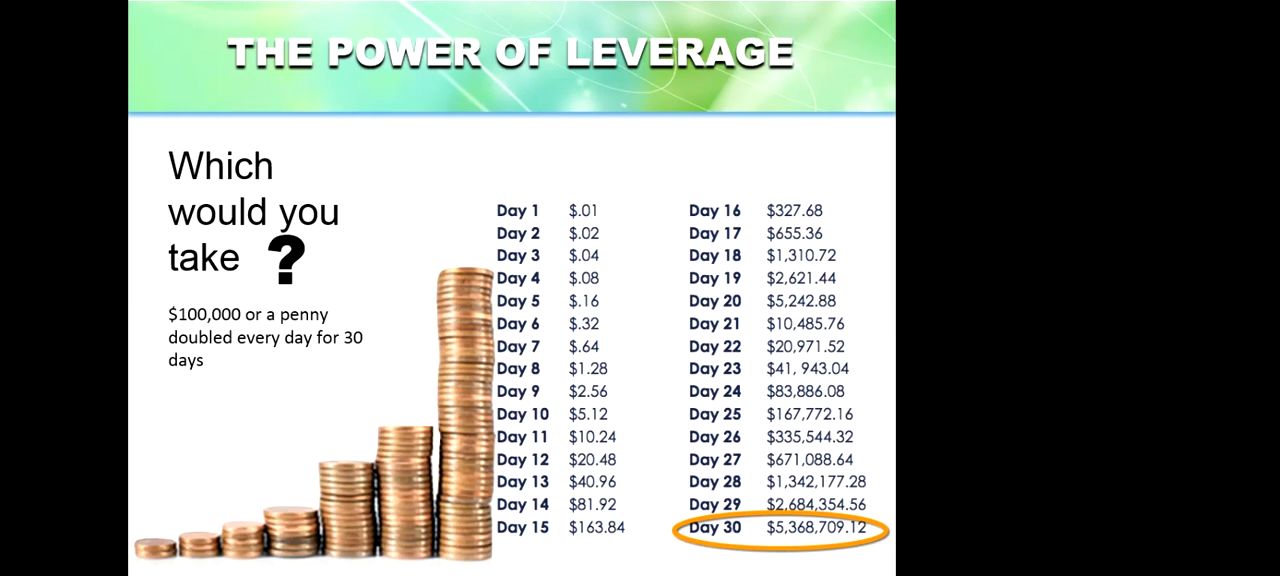 THE POWER OF LEVERAGE
Which
would you
take ?
$100,000 or a penny
doubled every day for 30
days
Day 1 $.01
Day 2 $.02
Day 3 $.04
Day 4 $.08
Day 5 $.16
Day 6 $.32
Day 7 $.64
Day 8 $1.28
Day 9 $2.56
Day 10 $5.12
Day 11 $10.24
Day 12 $20.48
Day 13 $40.96
Day 14 $81.92
Day 15 $163.84
Day 16 $327.68
Day 17 $655.36
Day 18 $1,310.72
Day 19 $2,621.44
Day 20 $5,242.88
Day 21 $10,485.76
Day 22 $20,971.52
Day 23 $41, 943.04
Day 24 $83,886.08
Day 25 $167,772.16
Day 26 $335,544.32
Day 27 $671,088.64
Day 28 $1,342,177.28
Day 29 $2,684,354.56
Day 30 $5,368,709.12